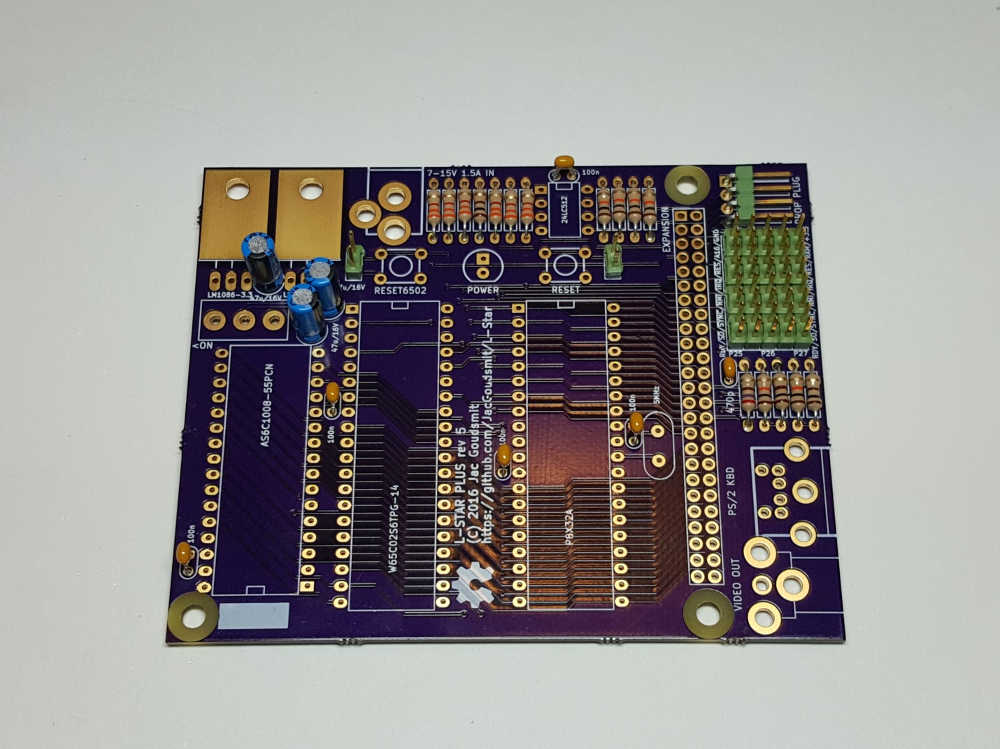 7-15V 1.5A IN
100n
24LC512
PROP PLUG
EXPANSION
RDY/SO/SYNC/NMI/IRQ/RES/A16/GND
RDY/SO/SYNC/NMI/IRQ/RES/RAM/+3.3
LM1086-3.3
47u/16V
7u/16V
RESET6502
POWER
RESET
47u/16V
<ON
AS6C1008-55PCN
100n
W65C02S6TPG-14
L-STAR PLUS rev 5
(C) 2016 Jac Goudsmit
https://github.com/JacGoudsmit/L-Star
100n
P8X32A
100n
5MHz
P25
P26
P27
470p
PS/2 KBD
VIDEO OUT
100n